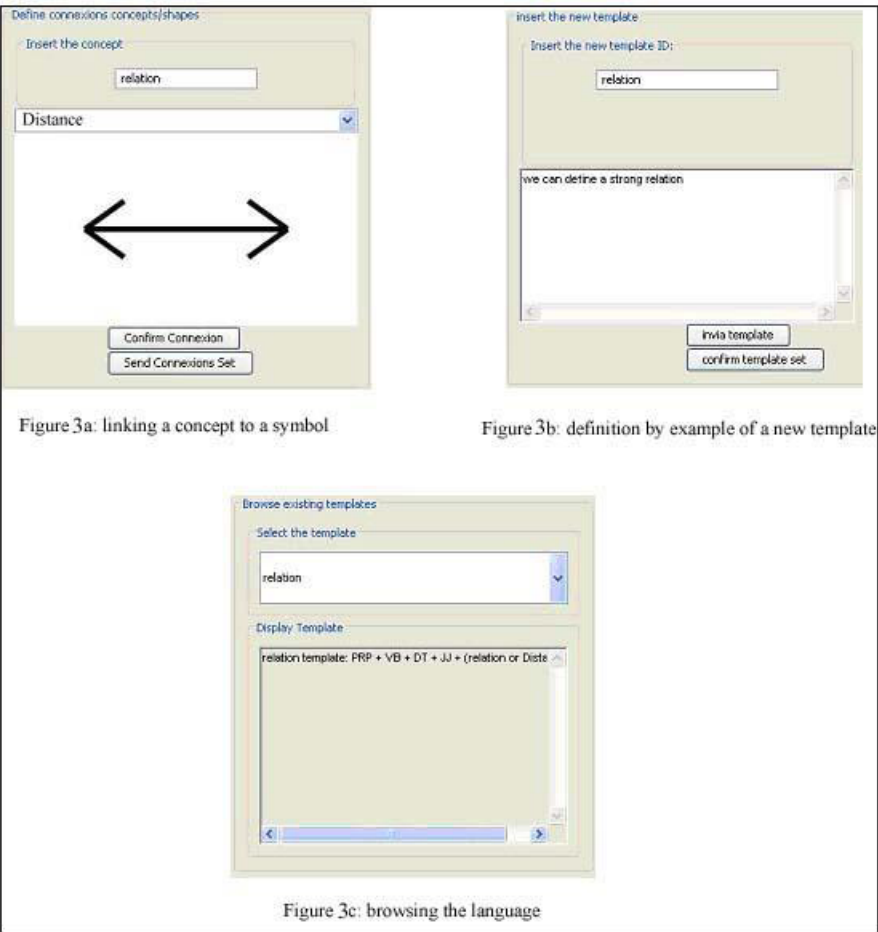 Define connexions concepts/shapes
Insert the concept
relation
Distance
Confirm Connexion
Send Connexions Set
Figure 3a: linking a concept to a symbol
insert the new template
Insert the new template ID:
relation
we can define a strong relation
invia template
confirm template set
Figure 3b: definition by example of a new template
Browse existing templates
Select the template
relation
Display Template
relation template: PRP + VB + DT + JJ + (relation or Dista
Figure 3c: browsing the language